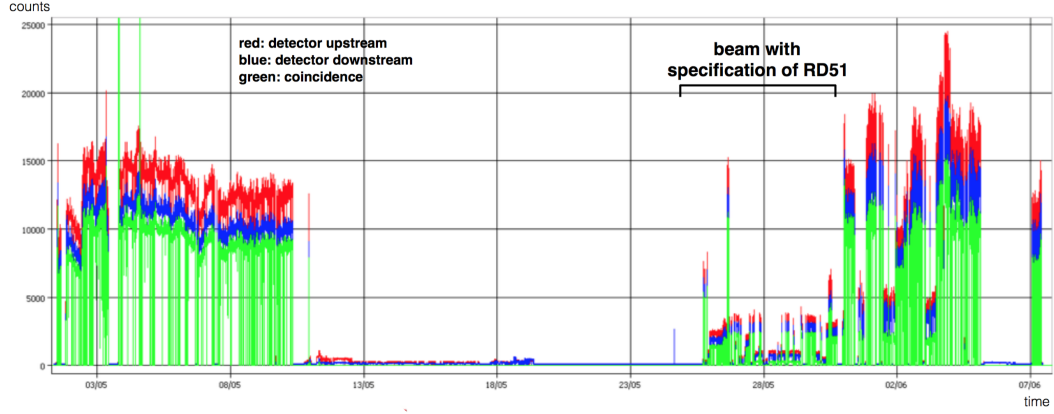 counts
25000
red: detector upstream
blue: detector downstream
green: coincidence
beam with
specification of RD51
20000
15000
10000
5000
0
03/05 08/05 13/05 18/05 23/05 28/05 02/06 07/06
time